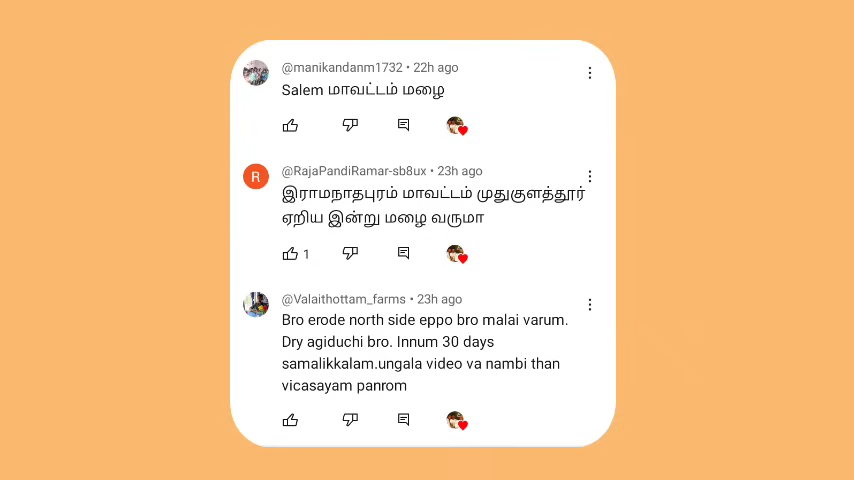 @manikandanm1732 • 22h ago
Salem மாவட்டம் மழை
R
@RajaPandiRamar-sb8ux • 23h ago
இராமநாதபுரம் மாவட்டம் முதுகுளத்தூர்
ஏறிய இன்று மழை வருமா
1
@Valaithottam_farms • 23h ago
Bro erode north side eppo bro malai varum.
Dry agiduchi bro. Innum 30 days
samalikkalam.ungala video va nambi than
vicasayam panrom